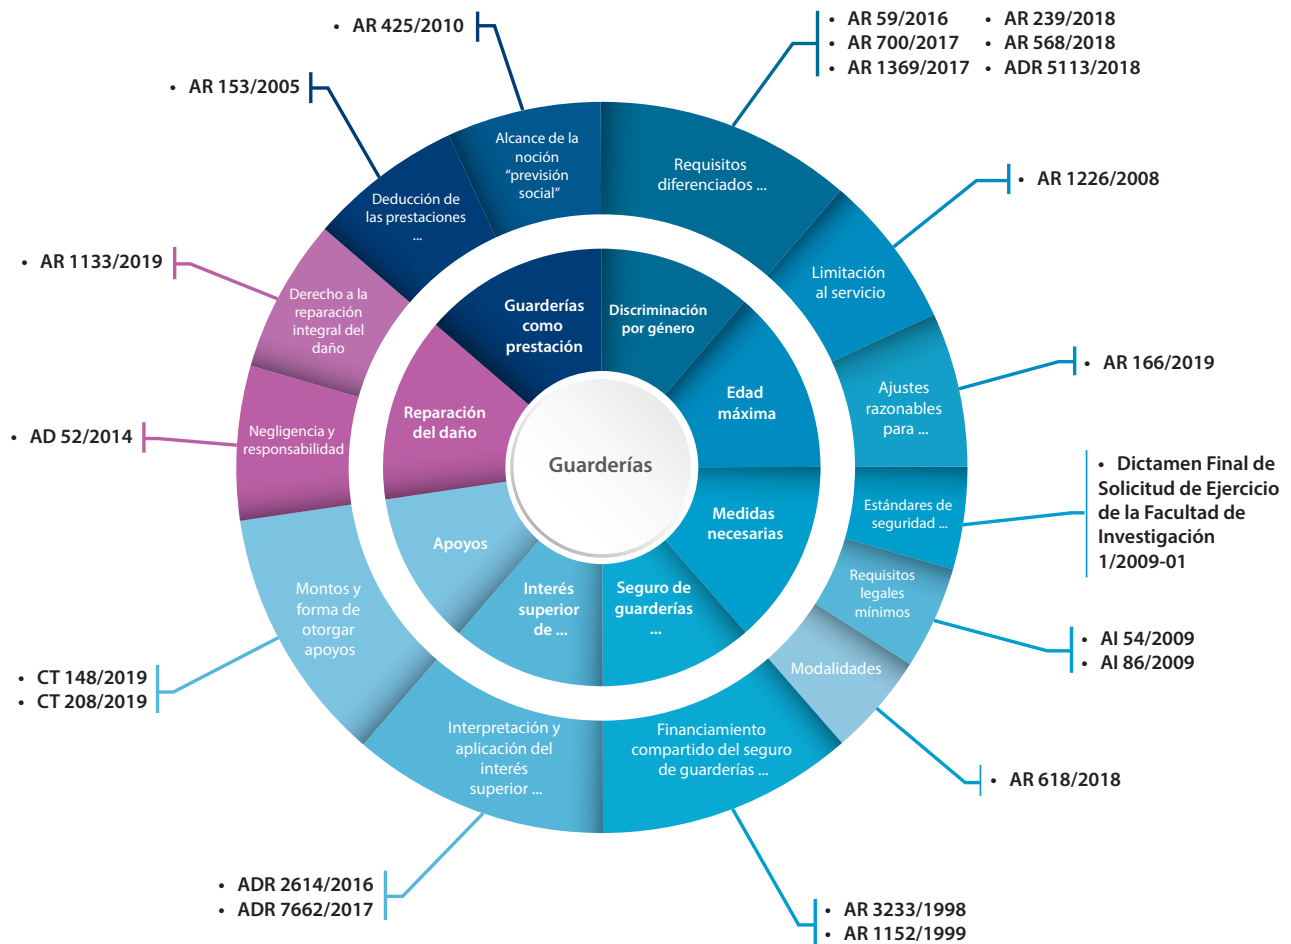 • AR 425/2010
• AR 59/2016
• AR 700/2017
• AR 1369/2017
• AR 239/2018
• AR 568/2018
• ADR 5113/2018
• AR 153/2005
• AR 1226/2008
• AR 1133/2019
• AR 166/2019
• AD 52/2014
• Dictamen Final de
Solicitud de Ejercicio
de la Facultad de
Investigación
1/2009-01
• AI 54/2009
• AI 86/2009
• CT 148/2019
• CT 208/2019
• AR 618/2018
• ADR 2614/2016
• ADR 7662/2017
• AR 3233/1998
• AR 1152/1999
Alcance de la
noción
“previsión
social”
Requisitos
diferenciados ...
Deducción de
las prestaciones
...
Limitación
al servicio
Derecho a la
reparación
integral del
daño
Ajustes
razonables
para ...
Negligencia y
responsabilidad
Estándares de
seguridad ...
Requisitos
legales
mínimos
Modalidades
Montos y
forma de
otorgar
apoyos
Interpretación y
aplicación del
interés
superior ...
Financiamiento
compartido del seguro
de guarderías ...
Guarderías
como
prestación
Discriminación
por género
Edad
máxima
Reparación
del daño
Medidas
necesarias
Apoyos
Interés
superior
de ...
Seguro de
guarderías
...
Guarderías